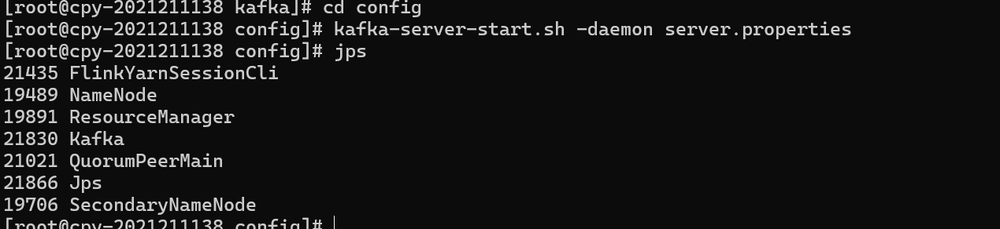 [root@cpy-2021211138 kafka]# cd config
[root@cpy-2021211138 config]# kafka-server-start.sh -daemon server.properties
[root@cpy-2021211138 config]# jps
21435 FlinkYarnSessionCli
19489 NameNode
19891 ResourceManager
21830 Kafka
21021 QuorumPeerMain
21866 Jps
19706 SecondaryNameNode
[root@cpy-2021211138 config]#